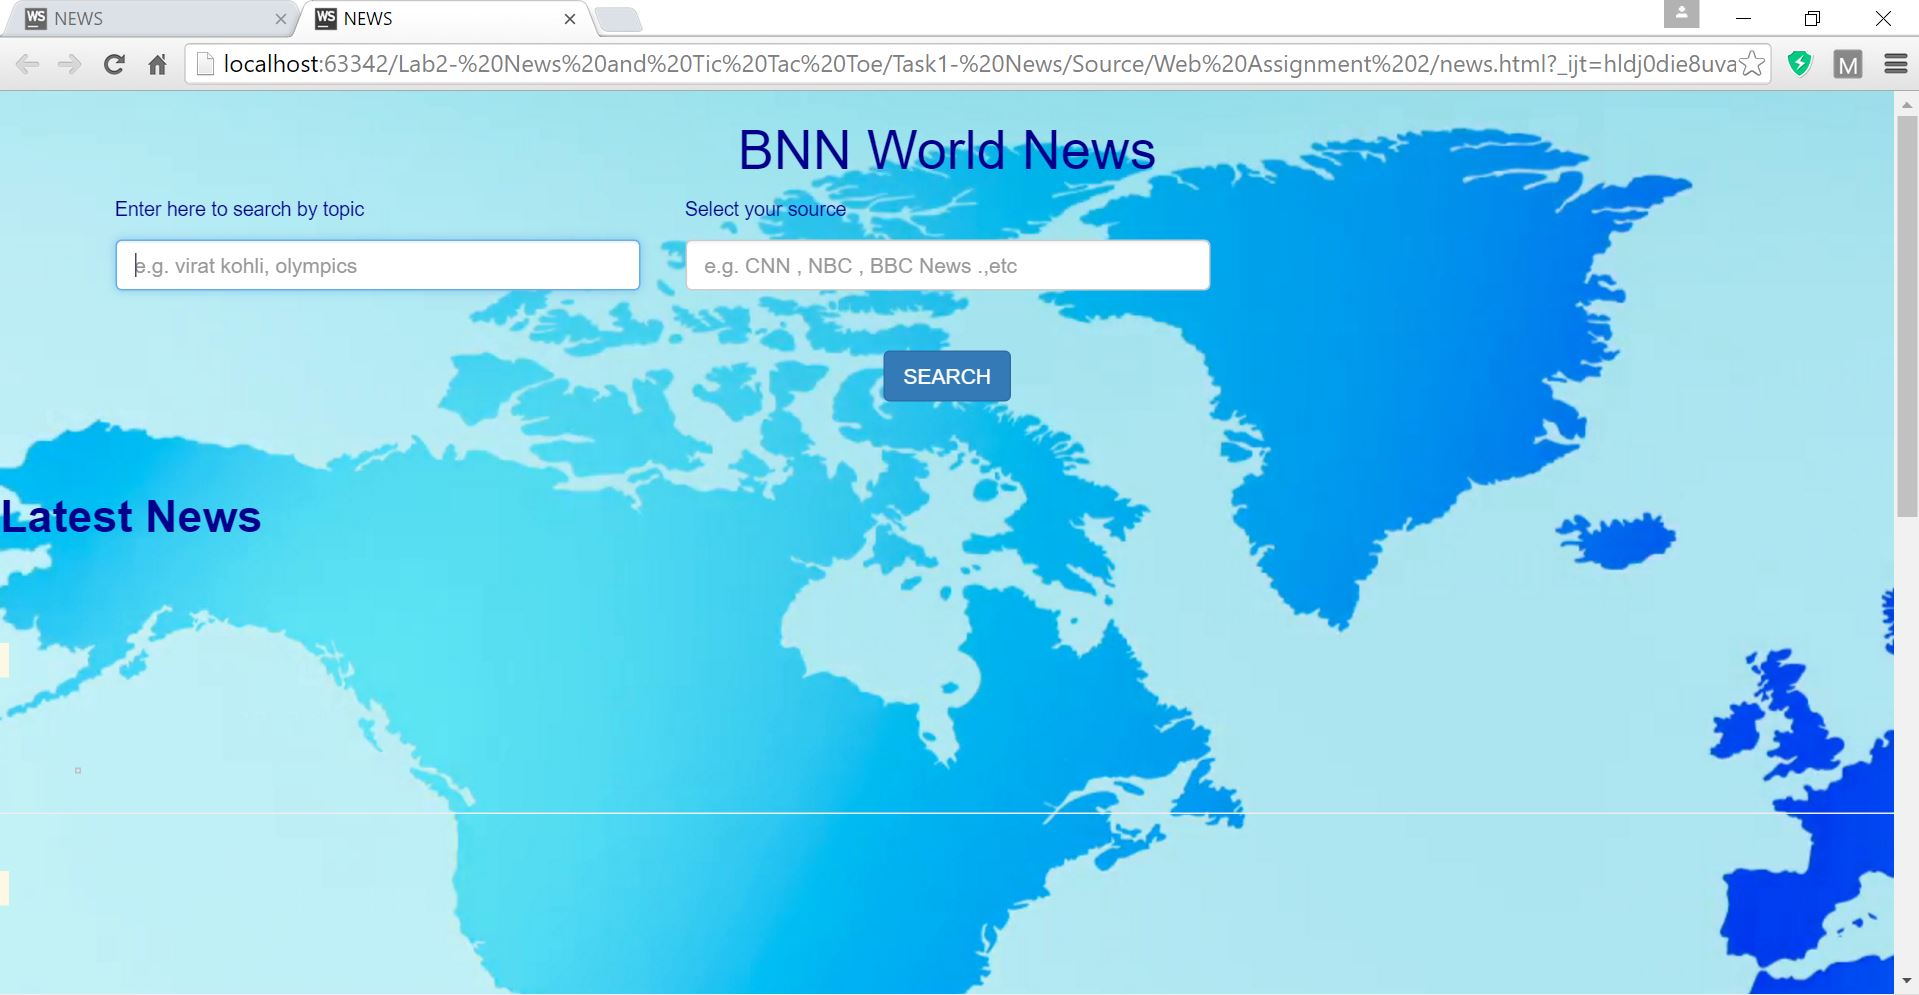 WS NEWS
WS NEWS
localhost:63342/Lab2-%20News%20and%20Tic%20Tac%20Toe/Task1-%20News/Source/Web%20Assignment%202/news.html?_ijt=hldj0die8uva
M
BNN World News
Enter here to search by topic
Select your source
e.g. virat kohli, olympics
e.g. CNN , NBC , BBC News .,etc
SEARCH
Latest News